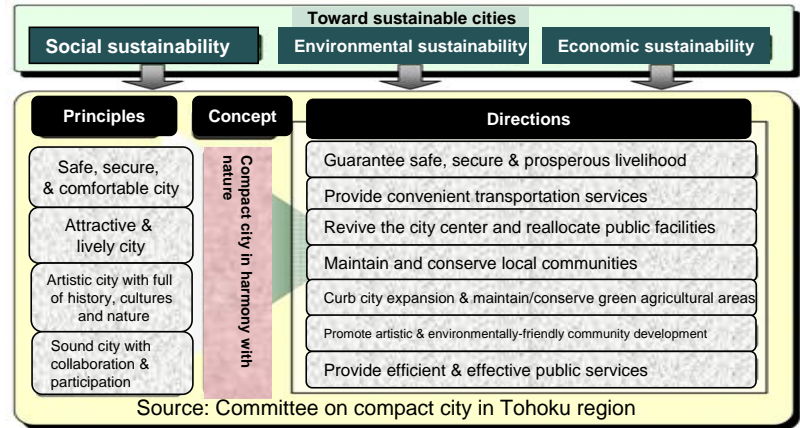 Toward sustainable cities
Social sustainability
Environmental sustainability
Economic sustainability
Principles
Concept
Directions
Safe, secure,
& comfortable city
Attractive &
lively city
Artistic city with full
of history, cultures
and nature
Sound city with
collaboration &
participation
Compact city in harmony with
nature
Guarantee safe, secure & prosperous livelihood
Provide convenient transportation services
Revive the city center and reallocate public facilities
Maintain and conserve local communities
Curb city expansion & maintain/conserve green agricultural areas
Promote artistic & environmentally-friendly community development
Provide efficient & effective public services
Source: Committee on compact city in Tohoku region